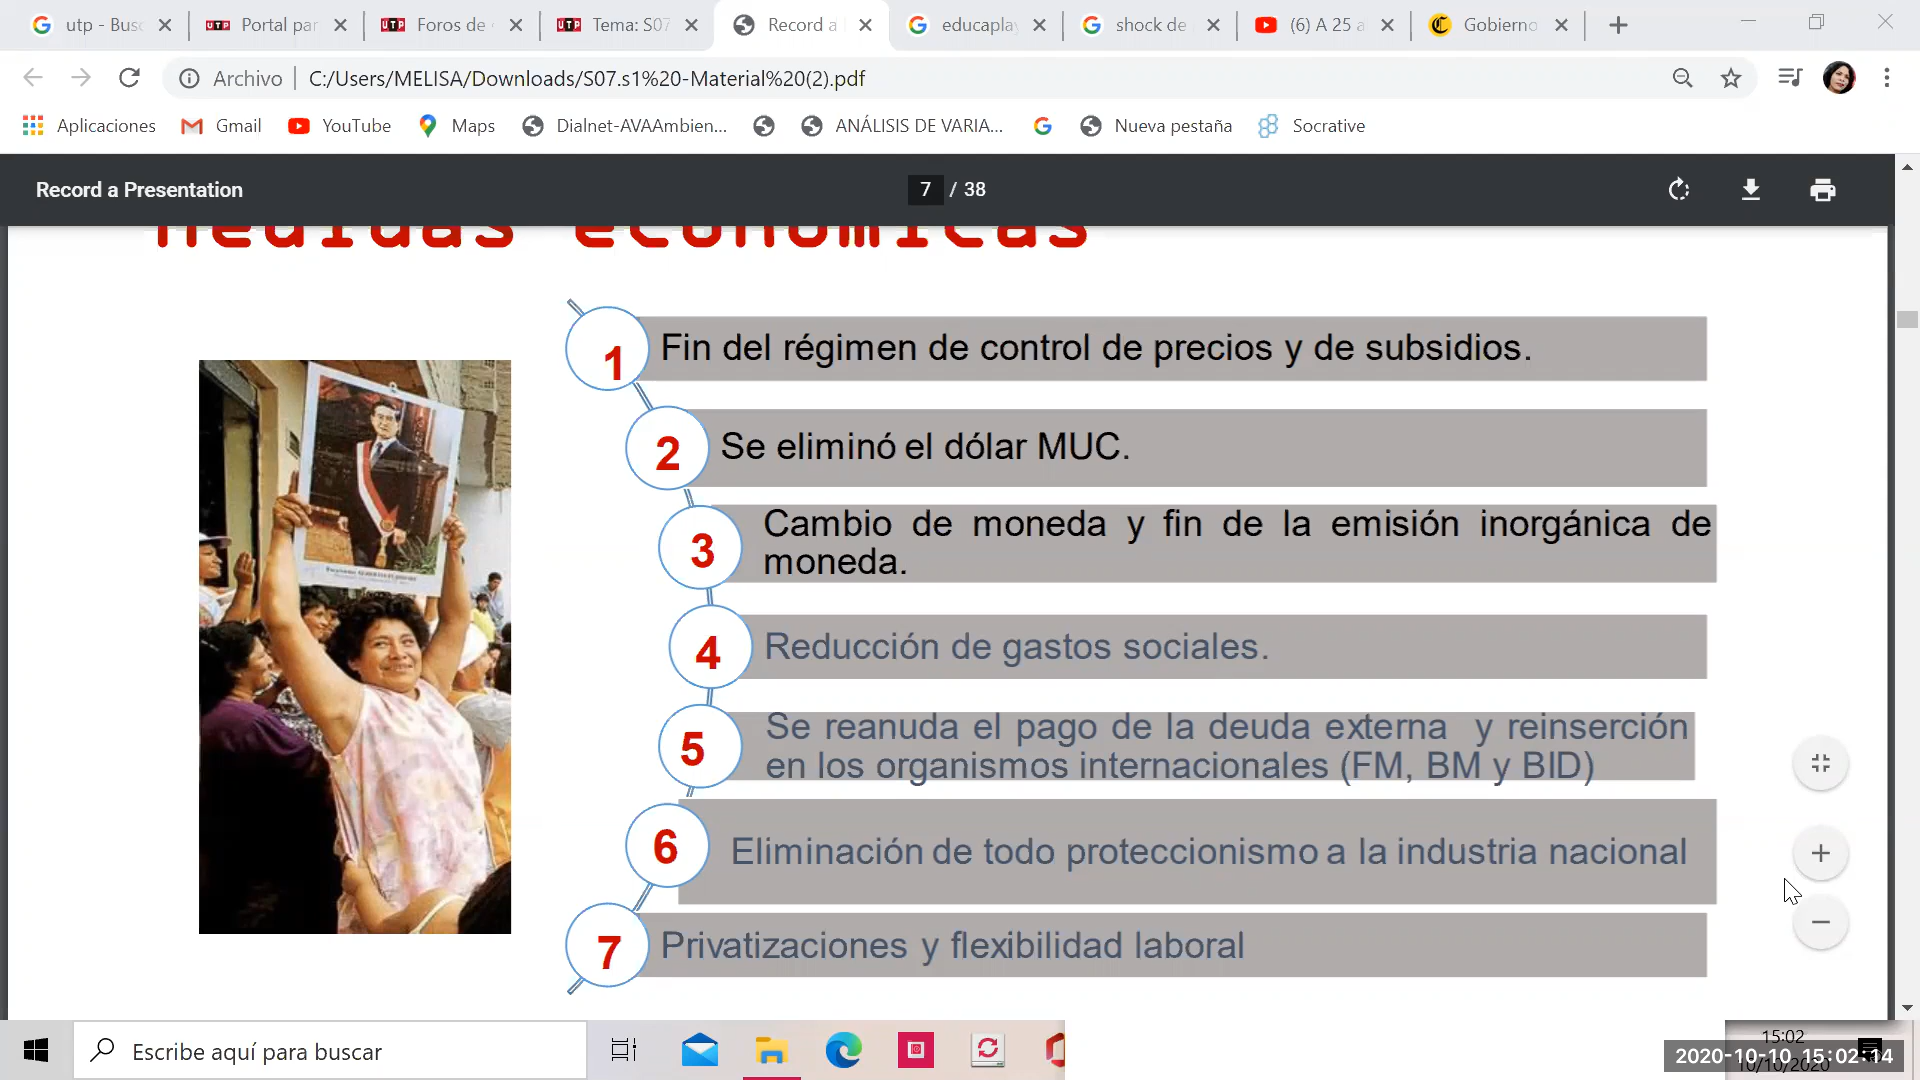 utp - Busc
Portal par
Foros de
Tema: S07
Record a
educaplay
shock de
(6) A 25 a
Gobierno
Archivo
C:/Users/MELISA/Downloads/S07.s1%20-Material%20(2).pdf
Aplicaciones
Gmail
YouTube
Maps
Dialnet-AVAAmbien...
ANÁLISIS DE VARIA...
Nueva pestaña
Socrative
Record a Presentation
7 / 38
Medidas económicas
1 Fin del régimen de control de precios y de subsidios.
2 Se eliminó el dólar MUC.
3 Cambio de moneda y fin de la emisión inorgánica de
moneda.
4 Reducción de gastos sociales.
5 Se reanuda el pago de la deuda externa y reinserción
en los organismos internacionales (FM, BM y BID)
6 Eliminación de todo proteccionismo a la industria nacional
7 Privatizaciones y flexibilidad laboral
Escribe aquí para buscar
15:02
2020-10-10 15:02:14
10/10/2020